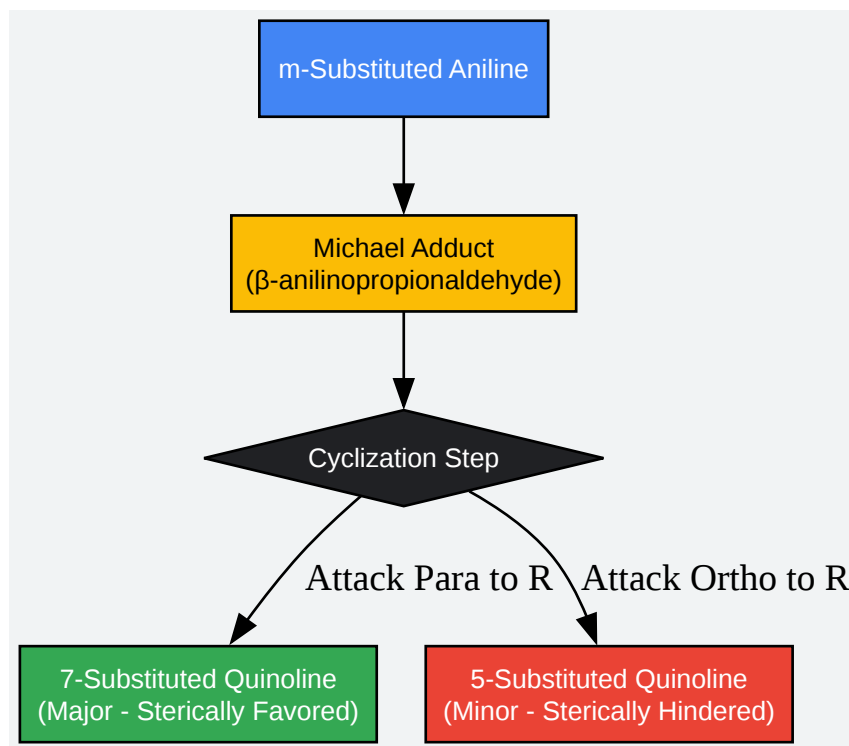 m-Substituted Aniline
Michael Adduct
(β-anilinopropionaldehyde)
Cyclization Step
Attack Para to R
Attack Ortho to R
7-Substituted Quinoline
(Major - Sterically Favored)
5-Substituted Quinoline
(Minor - Sterically Hindered)